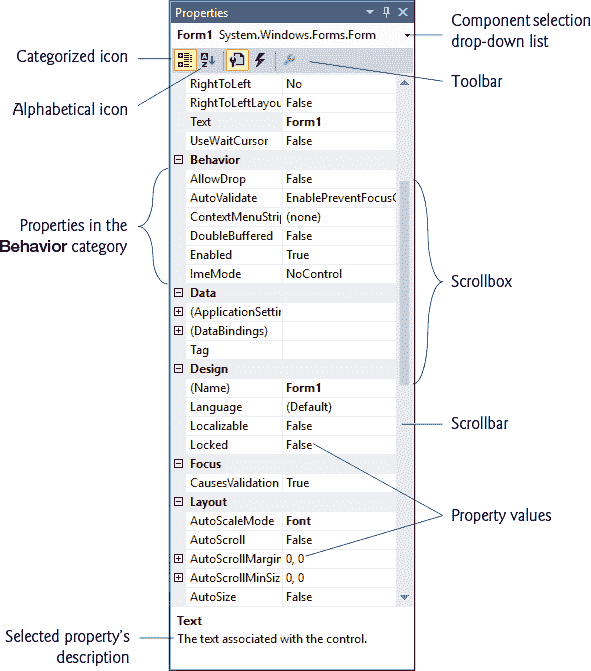 Properties
Form1 System.Windows.Forms.Form
Component selection
drop-down list
Categorized icon
Toolbar
Alphabetical icon
RightToLeft No
RightToLeftLayou False
Text Form1
UseWaitCursor False
Behavior
AllowDrop False
AutoValidate EnablePreventFocusC
ContextMenuStrip (none)
DoubleBuffered False
Enabled True
ImeMode NoControl
Properties in the
Behavior category
Scrollbox
Data
(ApplicationSettin
(DataBindings)
Tag
Design
(Name) Form1
Language (Default)
Localizable False
Locked False
Scrollbar
Focus
CausesValidation True
Layout
AutoScaleMode Font
Property values
AutoScroll False
AutoScrollMargin 0, 0
AutoScrollMinSiz 0, 0
AutoSize False
Text
The text associated with the control.
Selected property's
description